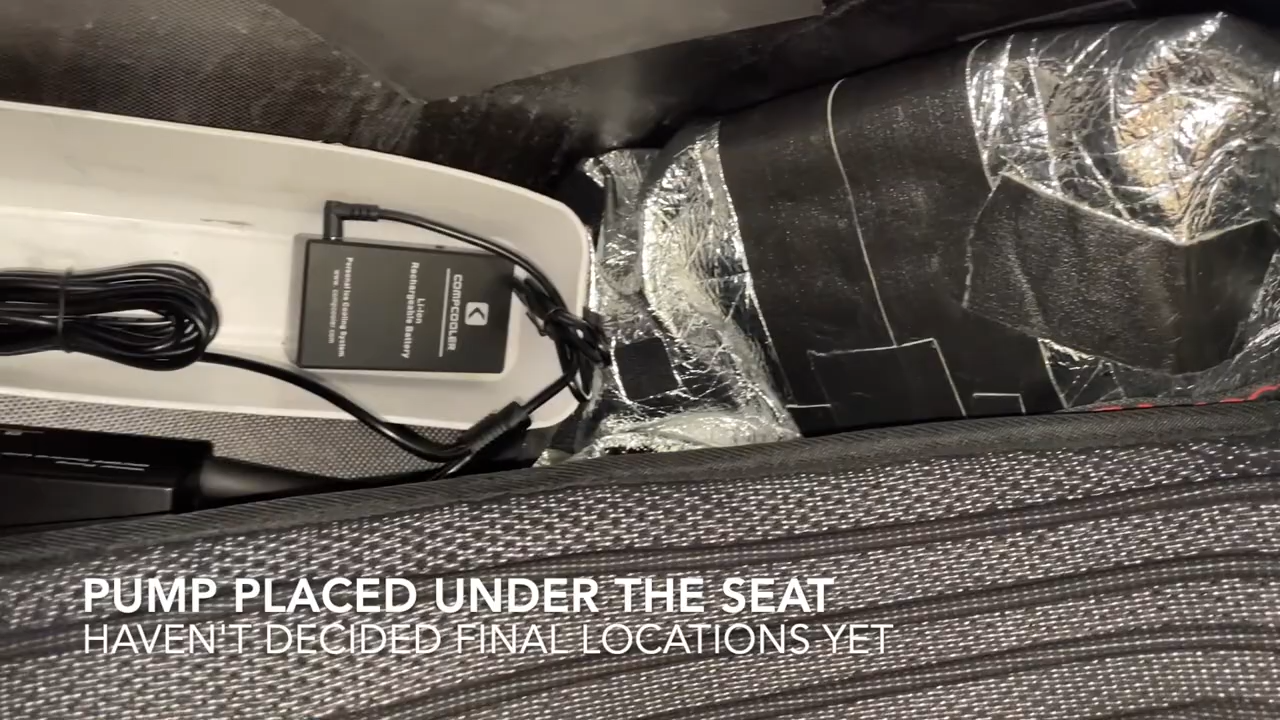 COMPCOOLER
Li-ion
Rechargeable Battery
Personal Ice Cooling System
www. compcooler.com
PUMP PLACED UNDER THE SEAT
HAVEN'T DECIDED FINAL LOCATIONS YET